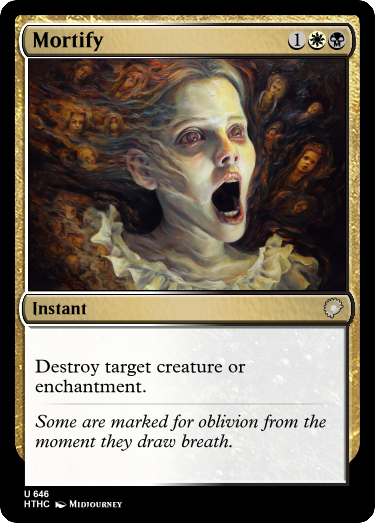 Mortify 1
Instant
Destroy target creature or
enchantment.
Some are marked for oblivion from the
moment they draw breath.
U 646
HTHC Midjourney